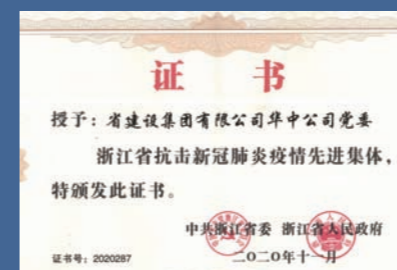 证 书
授予：省建设集团有限公司华中公司党委
浙江省抗击新冠肺炎疫情先进集体，
特颁发此证书。
中共浙江省委 浙江省人民政府
证书号：2020287
二〇二〇年十一月